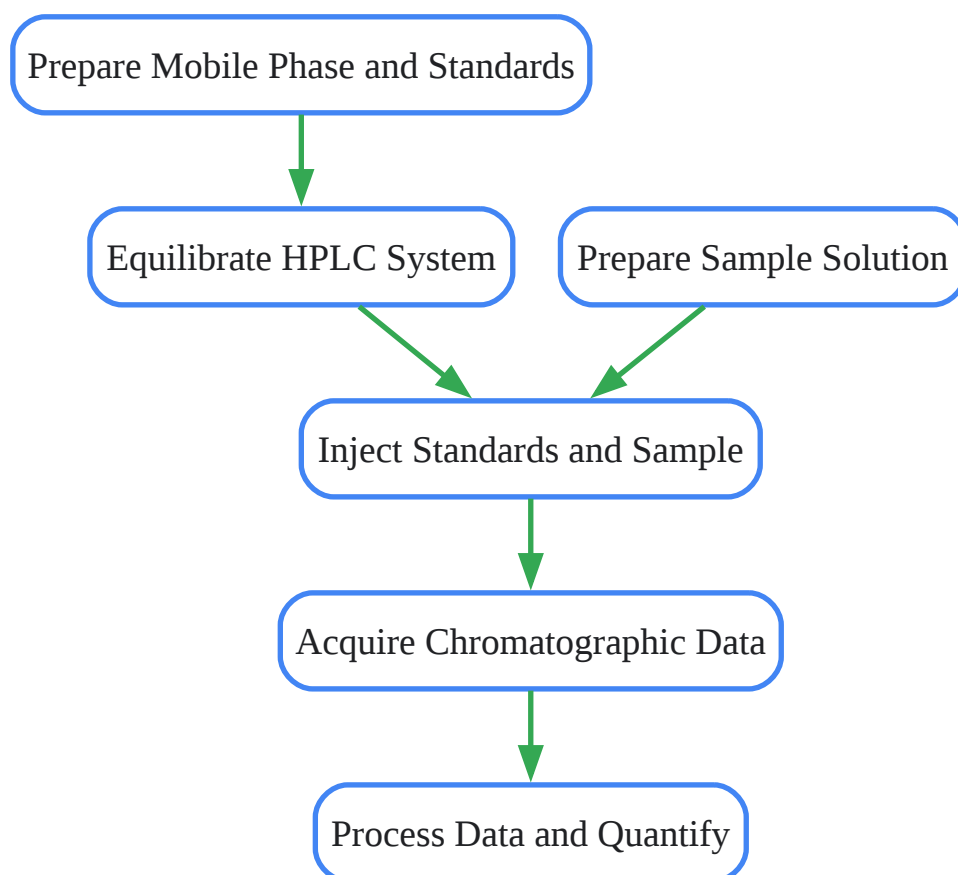 Prepare Mobile Phase and Standards
Equilibrate HPLC System
Prepare Sample Solution
Inject Standards and Sample
Acquire Chromatographic Data
Process Data and Quantify